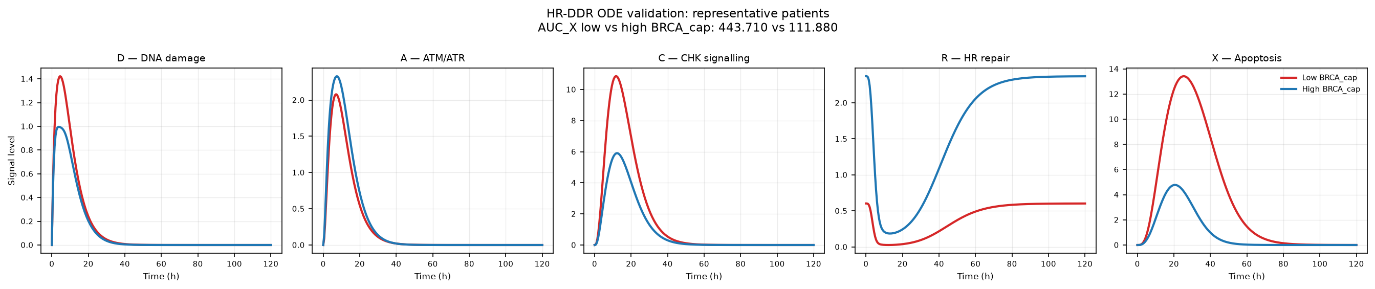 HR-DDR ODE validation: representative patients
AUC_X low vs high BRCA_cap: 443.710 vs 111.880
D — DNA damage
Signal level
1.4
1.2
1.0
0.8
0.6
0.4
0.2
0.0
0 20 40 60 80 100 120
Time (h)
A — ATM/ATR
2.0
1.5
1.0
0.5
0.0
0 20 40 60 80 100 120
Time (h)
C — CHK signalling
10
8
6
4
2
0
0 20 40 60 80 100 120
Time (h)
R — HR repair
2.0
1.5
1.0
0.5
0.0
0 20 40 60 80 100 120
Time (h)
X — Apoptosis
14
12
10
8
6
4
2
0
0 20 40 60 80 100 120
Time (h)
Low BRCA_cap
High BRCA_cap